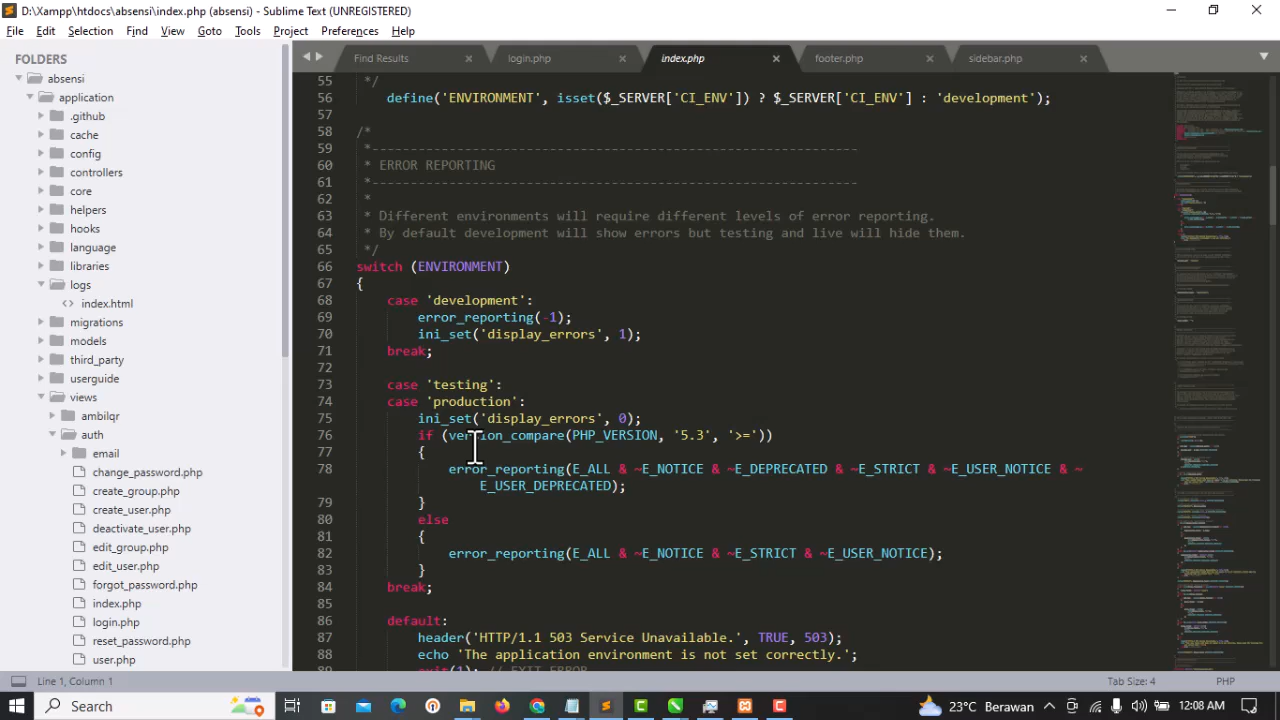 D:\Xampp\htdocs\absensi\index.php (absensi) - Sublime Text (UNREGISTERED)
File Edit Selection Find View Goto Tools Project Preferences Help
FOLDERS
absensi
application
.github
cache
config
controllers
core
helpers
hooks
language
libraries
logs
index.html
migrations
models
third_party
userguide
views
ambilqr
auth
email
change_password.php
create_group.php
create_user.php
deactivate_user.php
edit_group.php
edit_user.php
forgot_password.php
index.php
login.php
reset_password.php
user.php
Find Results login.php index.php footer.php sidebar.php
55 */
56 define('ENVIRONMENT', isset($_SERVER['CI_ENV']) ? $_SERVER['CI_ENV'] : 'development');
57
58 /*
59 *---------------------------------------------------------------
60 * ERROR REPORTING
61 *---------------------------------------------------------------
62 *
63 * Different environments will require different levels of error reporting.
64 * By default development will show errors but testing and live will hide them.
65 */
66 switch (ENVIRONMENT)
67 {
68 case 'development':
69 error_reporting(-1);
70 ini_set('display_errors', 1);
71 break;
72
73 case 'testing':
74 case 'production':
75 ini_set('display_errors', 0);
76 if (version_compare(PHP_VERSION, '5.3', '>='))
77 {
78 error_reporting(E_ALL & ~E_NOTICE & ~E_DEPRECATED & ~E_STRICT & ~E_USER_NOTICE & ~
E_USER_DEPRECATED);
79 }
80 else
81 {
82 error_reporting(E_ALL & ~E_NOTICE & ~E_STRICT & ~E_USER_NOTICE);
83 }
84 break;
85
86 default:
87 header('HTTP/1.1 503 Service Unavailable.', TRUE, 503);
88 echo 'The application environment is not set correctly.';
89 exit(1); // EXIT_ERROR
Line 1, Column 1 Tab Size: 4 PHP
Search 23°C Berawan 12:08 AM